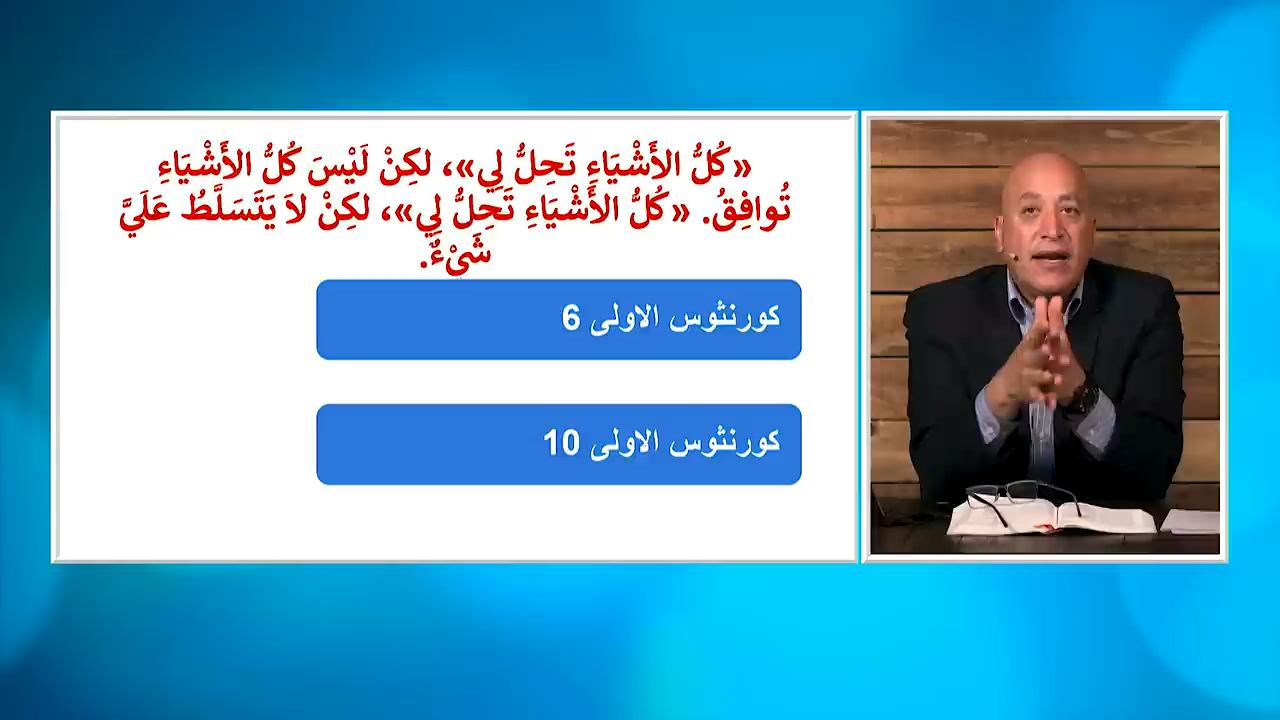 «كُلُّ الأَشْيَاءِ تَحِلُّ لِي»، لكِنْ لَيْسَ كُلُّ الأَشْيَاءِ
تُوافِقُ. «كُلُّ الأَشْيَاءِ تَحِلُّ لِي»، لكِنْ لاَ يَتَسَلَّطُ عَلَيَّ
شَيْءٌ.
كورنثوس الاولى 6
كورنثوس الاولى 10